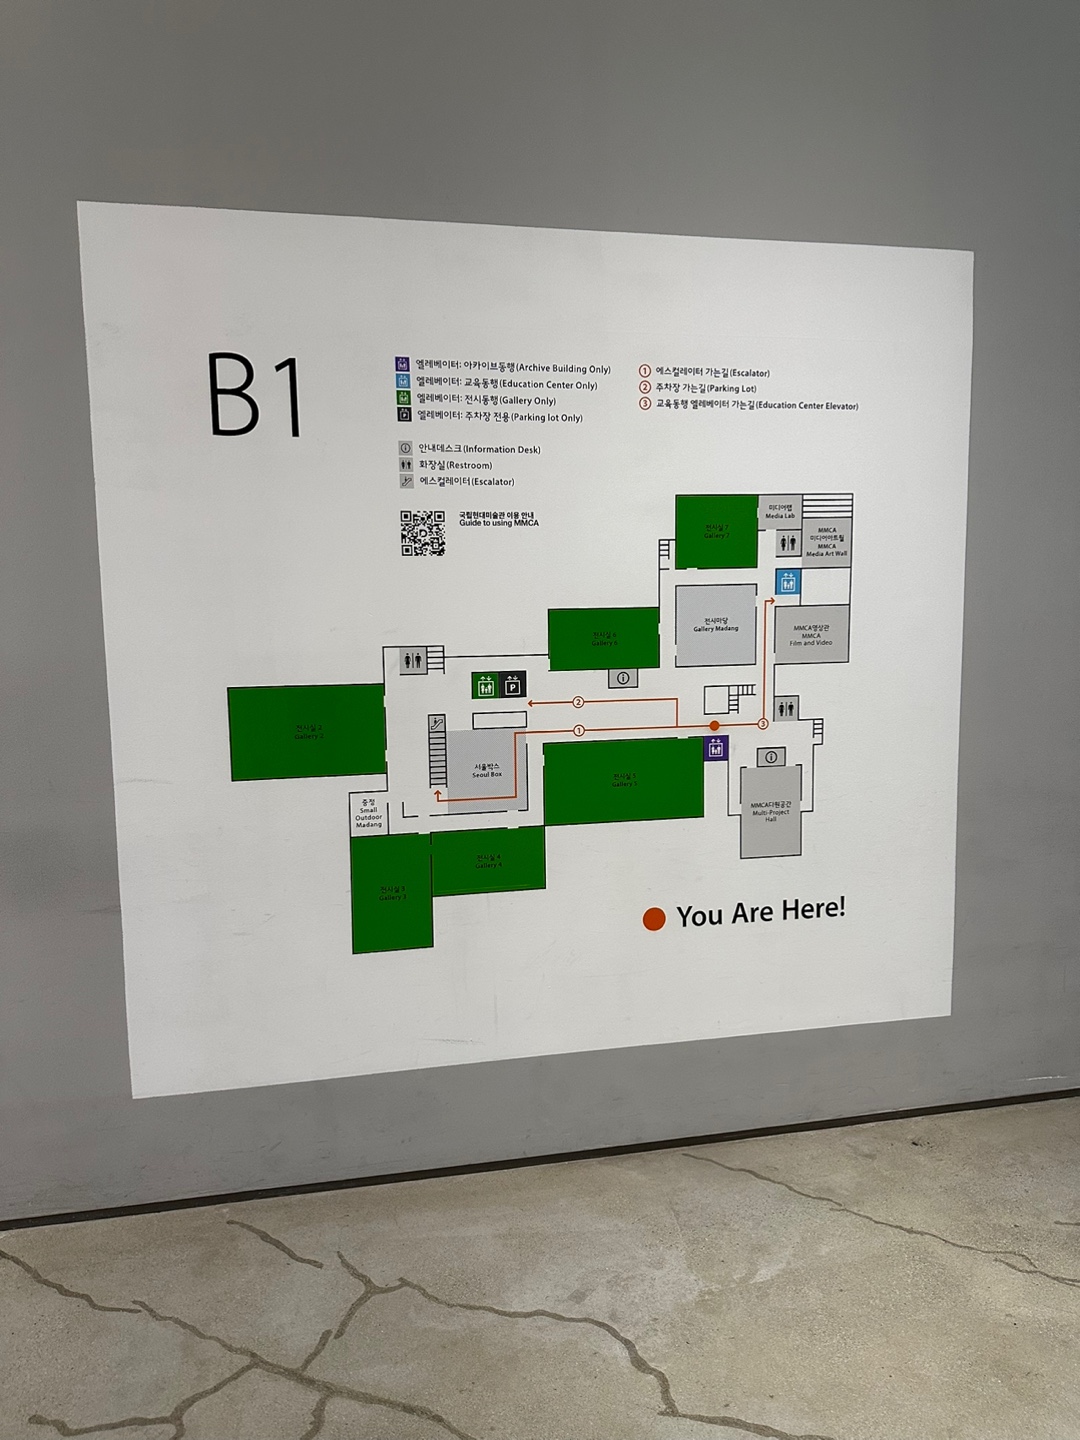 B1
엘레베이터: 아카이브동행(Archive Building Only)
엘레베이터: 교육동행(Education Center Only)
엘레베이터: 전시동행(Gallery Only)
엘레베이터: 주차장 전용(Parking lot Only)
1 에스컬레이터 가는길(Escalator)
2 주차장 가는길(Parking Lot)
3 교육동행 엘레베이터 가는길(Education Center Elevator)
안내데스크(Information Desk)
화장실(Restroom)
에스컬레이터(Escalator)
국립현대미술관 이용 안내
Guide to using MMCA
전시실 7
Gallery 7
미디어랩
Media Lab
MMCA
미디어아트월
MMCA
Media Art Wall
전시마당
Gallery Madang
MMCA영상관
MMCA
Film and Video
전시실 6
Gallery 6
P
2
3
1
전시실 2
Gallery 2
서울박스
Seoul Box
전시실 5
Gallery 5
중정
Small
Outdoor
Madang
MMCA다원공간
Multi-Project
Hall
전시실 4
Gallery 4
전시실 3
Gallery 3
You Are Here!